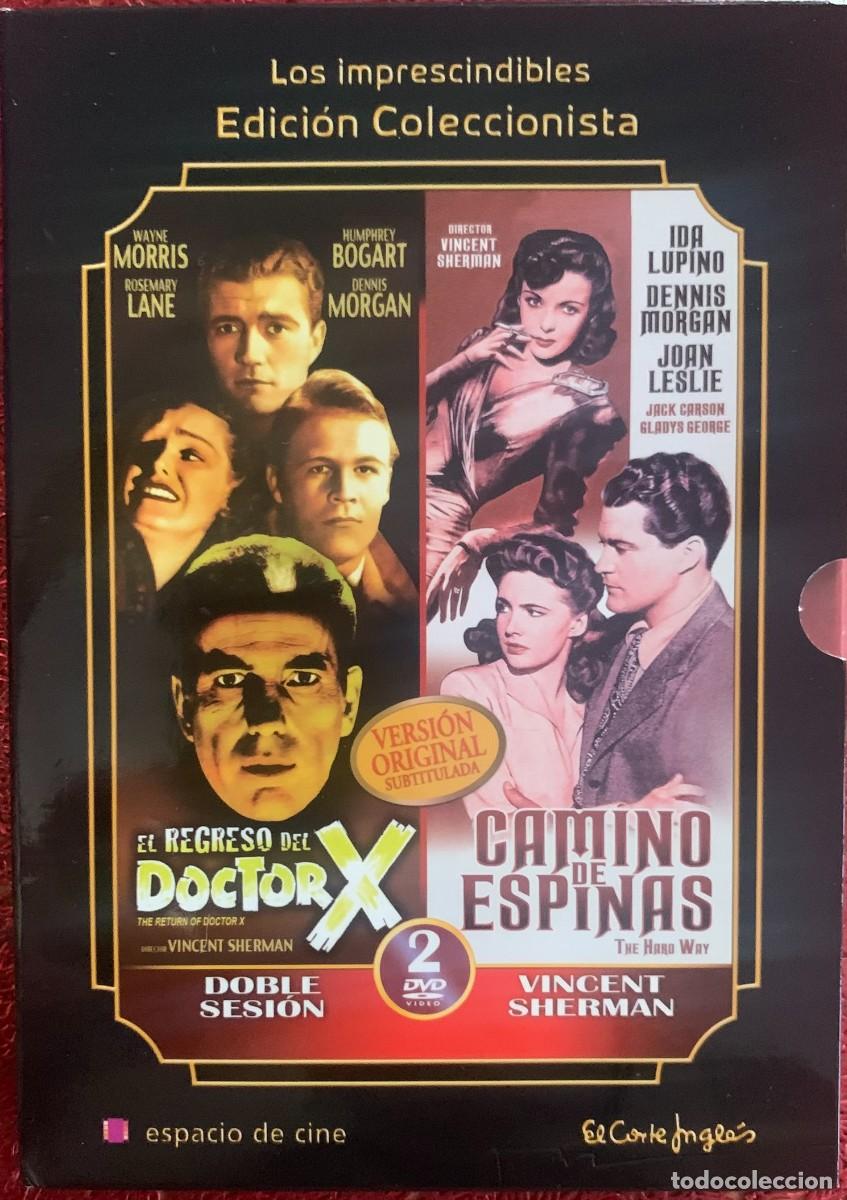 Los imprescindibles
Edición Coleccionista
WAYNE
MORRIS
HUMPHREY
BOGART
ROSEMARY
LANE
DENNIS
MORGAN
EL REGRESO DEL
DOCTOR X
THE RETURN OF DOCTOR X
DIRECTOR VINCENT SHERMAN
DIRECTOR
VINCENT
SHERMAN
IDA
LUPINO
DENNIS
MORGAN
JOAN
LESLIE
JACK CARSON
GLADYS GEORGE
VERSIÓN
ORIGINAL
SUBTITULADA
CAMINO
DE
ESPINAS
THE HARD WAY
DOBLE
SESIÓN
2
DVD
VIDEO
VINCENT
SHERMAN
espacio de cine
El Corte Inglés
todocoleccion